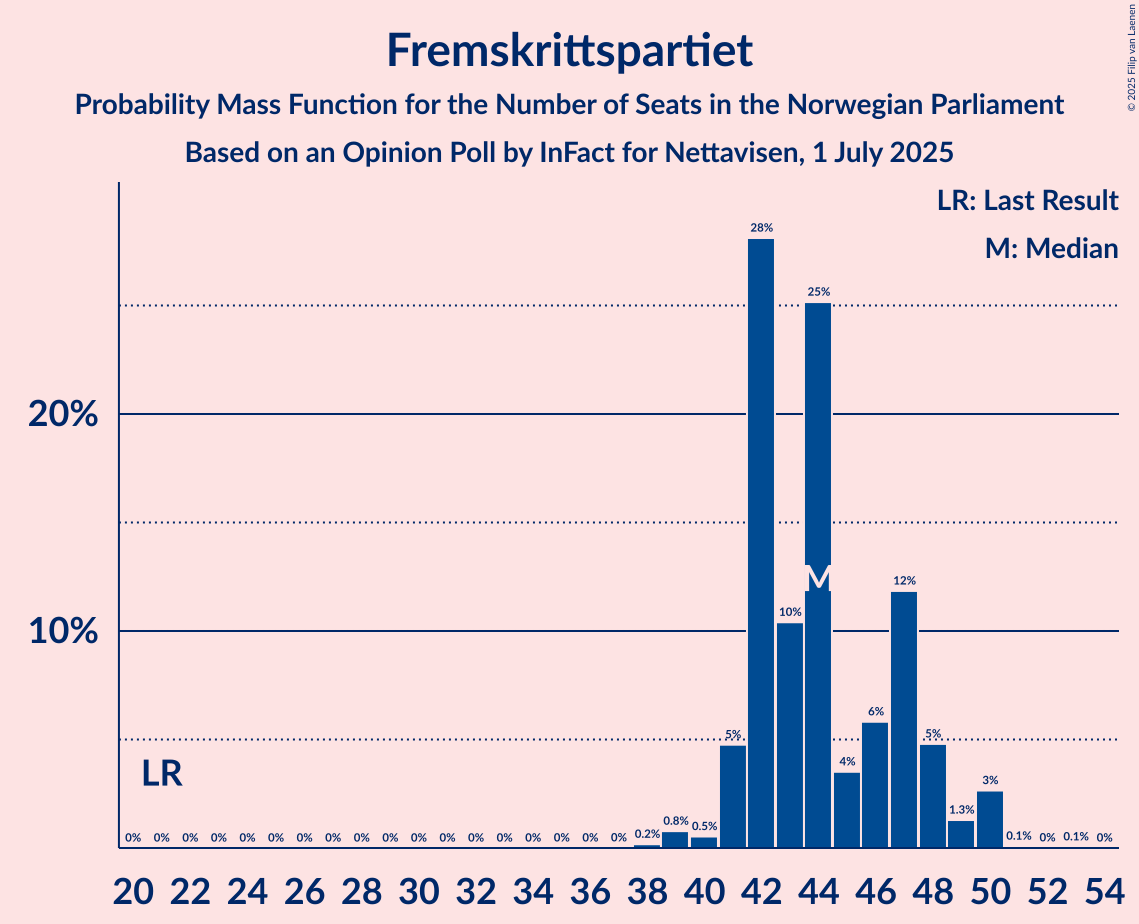 Fremskrittspartiet
Probability Mass Function for the Number of Seats in the Norwegian Parliament
Based on an Opinion Poll by InFact for Nettavisen, 1 July 2025
© 2025 Filip van Laenen
LR: Last Result
M: Median
28%
25%
20%
12%
10%
10%
6%
5%
5%
4%
3%
LR
M
0% 0% 0% 0% 0% 0% 0% 0% 0% 0% 0% 0% 0% 0% 0% 0% 0% 0% 0.2% 0.8% 0.5% 1.3% 0.1% 0% 0.1% 0%
20 22 24 26 28 30 32 34 36 38 40 42 44 46 48 50 52 54